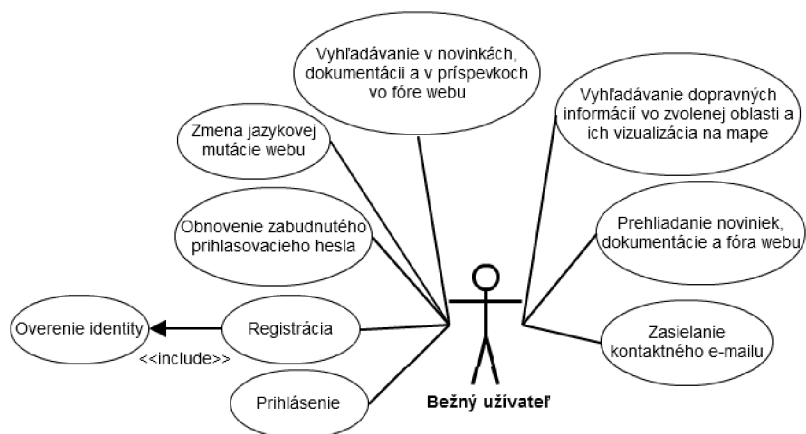 Vyhľadávanie v novinkách,
dokumentácii a v príspevkoch
vo fóre webu
Vyhľadávanie dopravných
informácií vo zvolenej oblasti a
ich vizualizácia na mape
Zmena jazykovej
mutácie webu
Obnovenie zabudnutého
prihlasovacieho hesla
Prehliadanie noviniek,
dokumentácie a fóra webu
Overenie identity
<<include>>
Registrácia
Zasielanie
kontaktného e-mailu
Prihlásenie
Bežný užívateľ